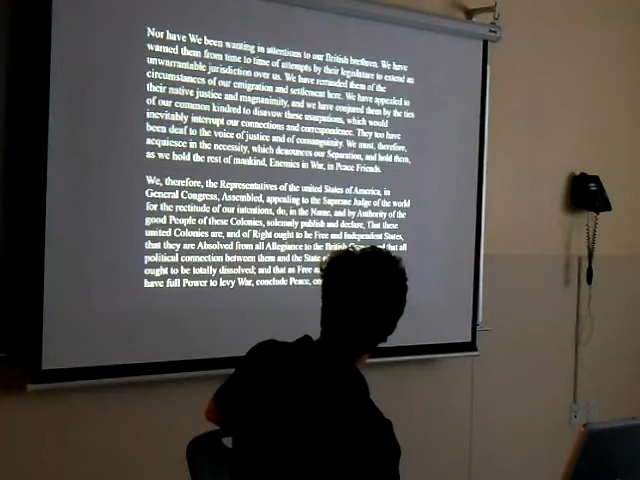 Nor have We been wanting in attentions to our British brethren. We have
warned them from time to time of attempts by their legislature to extend an
unwarrantable jurisdiction over us. We have reminded them of the
circumstances of our emigration and settlement here. We have appealed to
their native justice and magnanimity, and we have conjured them by the ties
of our common kindred to disavow these usurpations, which would
inevitably interrupt our connections and correspondence. They too have
been deaf to the voice of justice and of consanguinity. We must, therefore,
acquiesce in the necessity, which denounces our Separation, and hold them,
as we hold the rest of mankind, Enemies in War, in Peace Friends.
We, therefore, the Representatives of the united States of America, in
General Congress, Assembled, appealing to the Supreme Judge of the world
for the rectitude of our intentions, do, in the Name, and by Authority of the
good People of these Colonies, solemnly publish and declare, That these
united Colonies are, and of Right ought to be Free and Independent States,
that they are Absolved from all Allegiance to the British and that all
political connection between them and the State
ought to be totally dissolved; and that as Free
have full Power to levy War, conclude Peace,